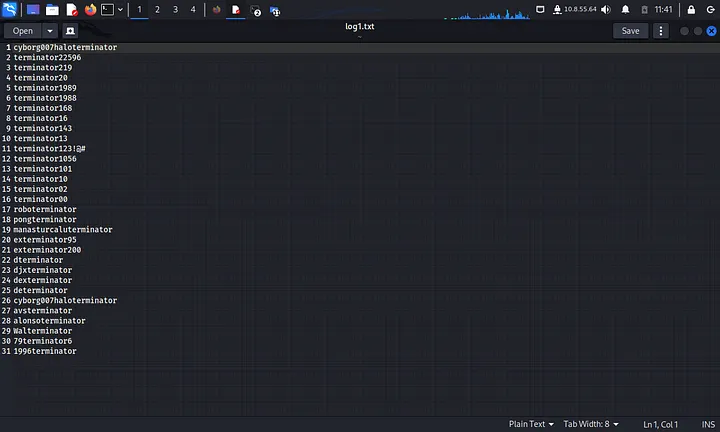 1 2 3 4
2
11
10.8.55.64
11:41
Open
log1.txt
~
Save
1 cyborg007haloterminator
2 terminator22596
3 terminator219
4 terminator20
5 terminator1989
6 terminator1988
7 terminator168
8 terminator16
9 terminator143
10 terminator13
11 terminator123!@#
12 terminator1056
13 terminator101
14 terminator10
15 terminator02
16 terminator00
17 roboterminator
18 pongterminator
19 manasturcaluterminator
20 exterminator95
21 exterminator200
22 dterminator
23 djxterminator
24 dexterminator
25 determinator
26 cyborg007haloterminator
27 avsterminator
28 alonsoterminator
29 Walterminator
30 79terminator6
31 1996terminator
Plain Text Tab Width: 8 Ln 1, Col 1 INS